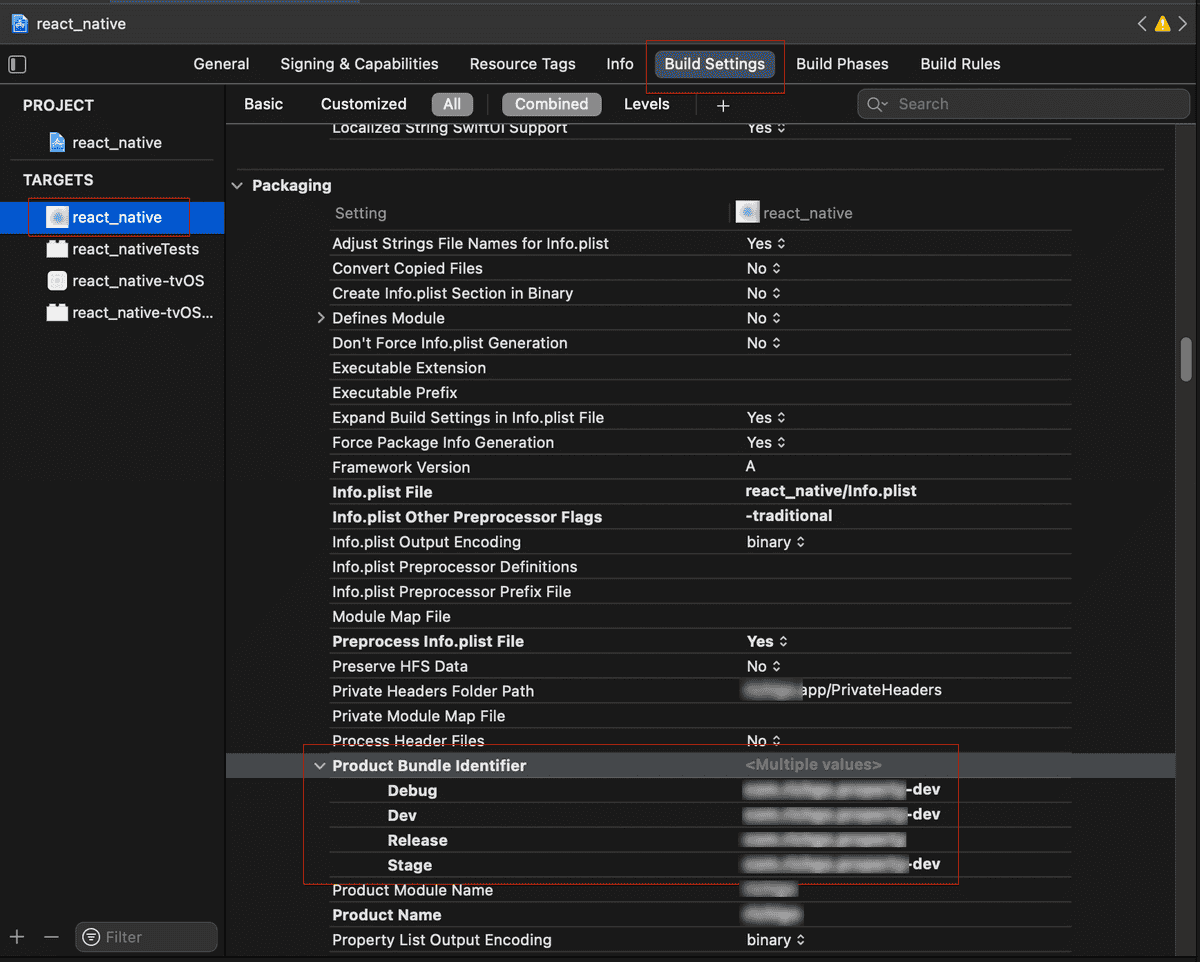 react_native
General Signing & Capabilities Resource Tags Info Build Settings Build Phases Build Rules
PROJECT
react_native
TARGETS
react_native
react_nativeTests
react_native-tvOS
react_native-tvOS...
Filter
Basic Customized All Combined Levels + Search
Localized String SwiftUI Support Yes
Packaging
Setting react_native
Adjust Strings File Names for Info.plist Yes
Convert Copied Files No
Create Info.plist Section in Binary No
Defines Module No
Don't Force Info.plist Generation No
Executable Extension
Executable Prefix
Expand Build Settings in Info.plist File Yes
Force Package Info Generation Yes
Framework Version A
Info.plist File react_native/Info.plist
Info.plist Other Preprocessor Flags -traditional
Info.plist Output Encoding binary
Info.plist Preprocessor Definitions
Info.plist Preprocessor Prefix File
Module Map File
Preprocess Info.plist File Yes
Preserve HFS Data No
Private Headers Folder Path app/PrivateHeaders
Private Module Map File
Process Header Files No
Product Bundle Identifier <Multiple values>
Debug -dev
Dev -dev
Release
Stage -dev
Product Module Name
Product Name
Property List Output Encoding binary